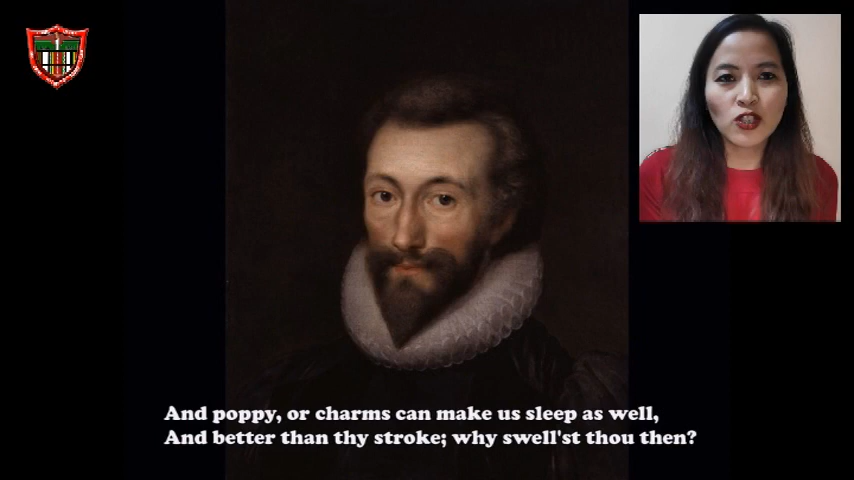 And poppy, or charms can make us sleep as well,
And better than thy stroke; why swell'st thou then?